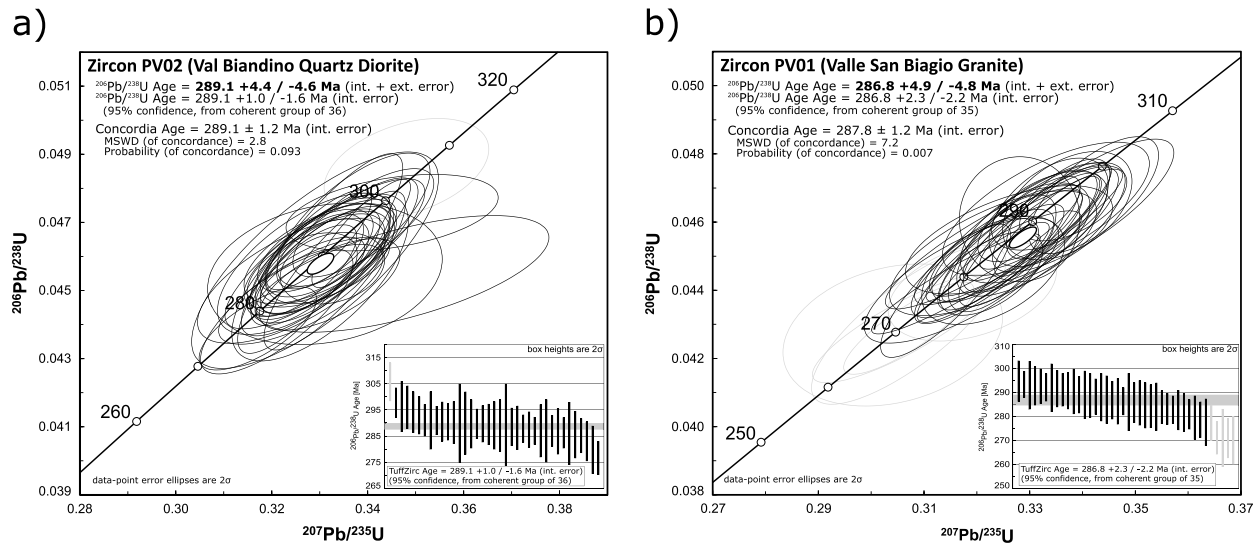 a)
Zircon PV02 (Val Biandino Quartz Diorite)
²⁰⁶Pb/²³⁸U Age = 289.1 +4.4 / -4.6 Ma (int. + ext. error)
²⁰⁶Pb/²³⁸U Age = 289.1 +1.0 / -1.6 Ma (int. error)
(95% confidence, from coherent group of 36)
Concordia Age = 289.1 ± 1.2 Ma (int. error)
MSWD (of concordance) = 2.8
Probability (of concordance) = 0.093
320
300
280
260
0.051
0.049
0.047
0.045
0.043
0.041
0.039
²⁰⁶Pb/²³⁸U
0.28
0.30
0.32
0.34
0.36
0.38
²⁰⁷Pb/²³⁵U
data-point error ellipses are 2σ
box heights are 2σ
315
305
295
285
275
265
²⁰⁶Pb/²³⁸U Age [Ma]
TuffZirc Age = 289.1 +1.0 / -1.6 Ma (int. error)
(95% confidence, from coherent group of 36)
b)
Zircon PV01 (Valle San Biagio Granite)
²⁰⁶Pb/²³⁸U Age = 286.8 +4.9 / -4.8 Ma (int. + ext. error)
²⁰⁶Pb/²³⁸U Age Age = 286.8 +2.3 / -2.2 Ma (int. error)
(95% confidence, from coherent group of 35)
Concordia Age = 287.8 ± 1.2 Ma (int. error)
MSWD (of concordance) = 7.2
Probability (of concordance) = 0.007
310
290
270
250
0.050
0.048
0.046
0.044
0.042
0.040
0.038
²⁰⁶Pb/²³⁸U
0.27
0.29
0.31
0.33
0.35
0.37
²⁰⁷Pb/²³⁵U
data-point error ellipses are 2σ
box heights are 2σ
310
300
290
280
270
260
250
²⁰⁶Pb/²³⁸U Age [Ma]
TuffZirc Age = 286.8 +2.3 / -2.2 Ma (int. error)
(95% confidence, from coherent group of 35)